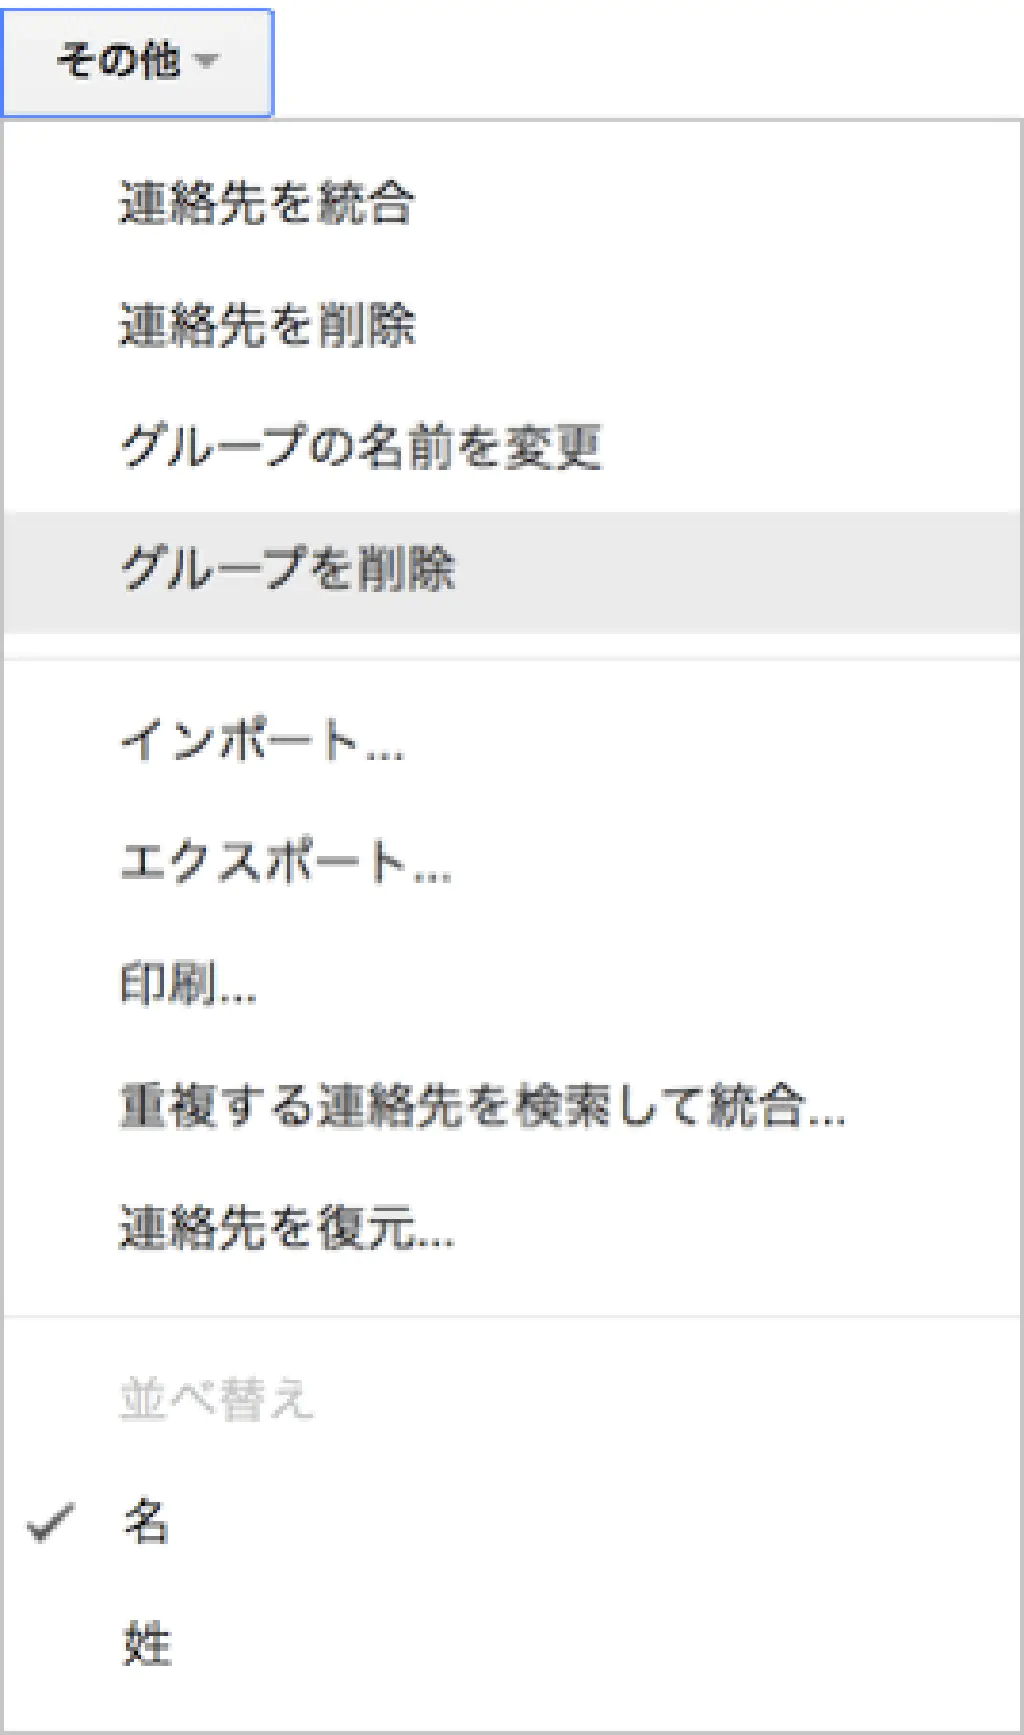 その他
連絡先を統合
連絡先を削除
グループの名前を変更
グループを削除
インポート...
エクスポート...
印刷...
重複する連絡先を検索して統合...
連絡先を復元...
並べ替え
名
姓